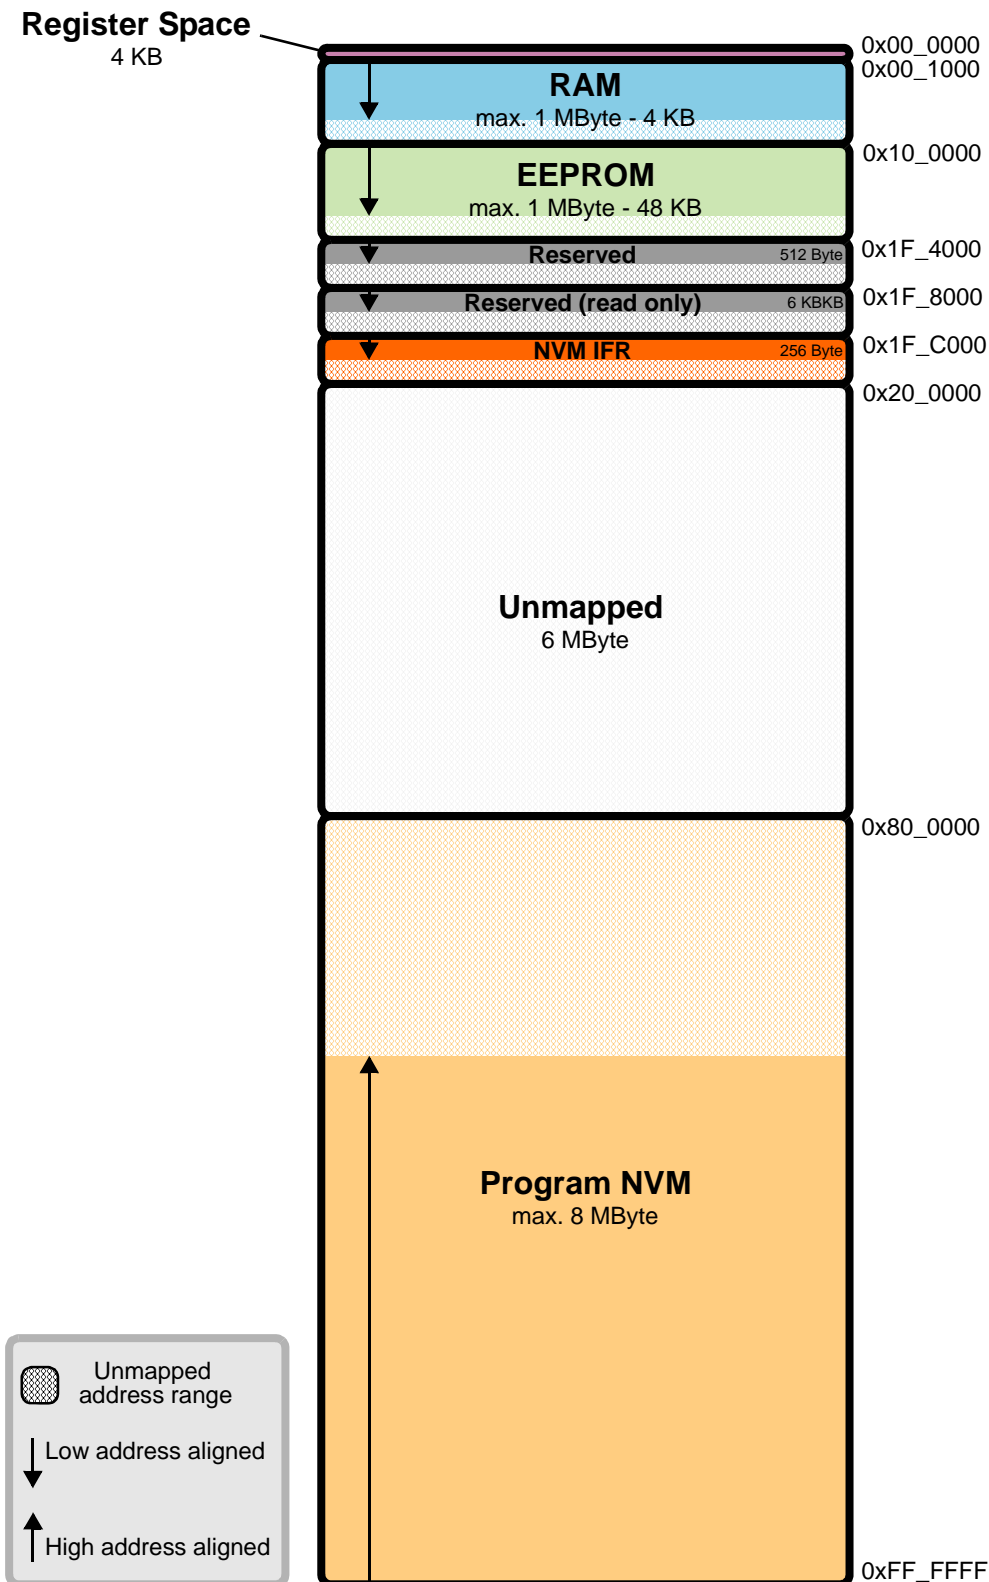 Register Space
4 KB
0x00_0000
0x00_1000
RAM
max. 1 MByte - 4 KB
0x10_0000
EEPROM
max. 1 MByte - 48 KB
0x1F_4000
Reserved
512 Byte
0x1F_8000
Reserved (read only)
6 KBKB
0x1F_C000
NVM IFR
256 Byte
0x20_0000
Unmapped
6 MByte
0x80_0000
Program NVM
max. 8 MByte
0xFF_FFFF
Unmapped
address range
Low address aligned
High address aligned